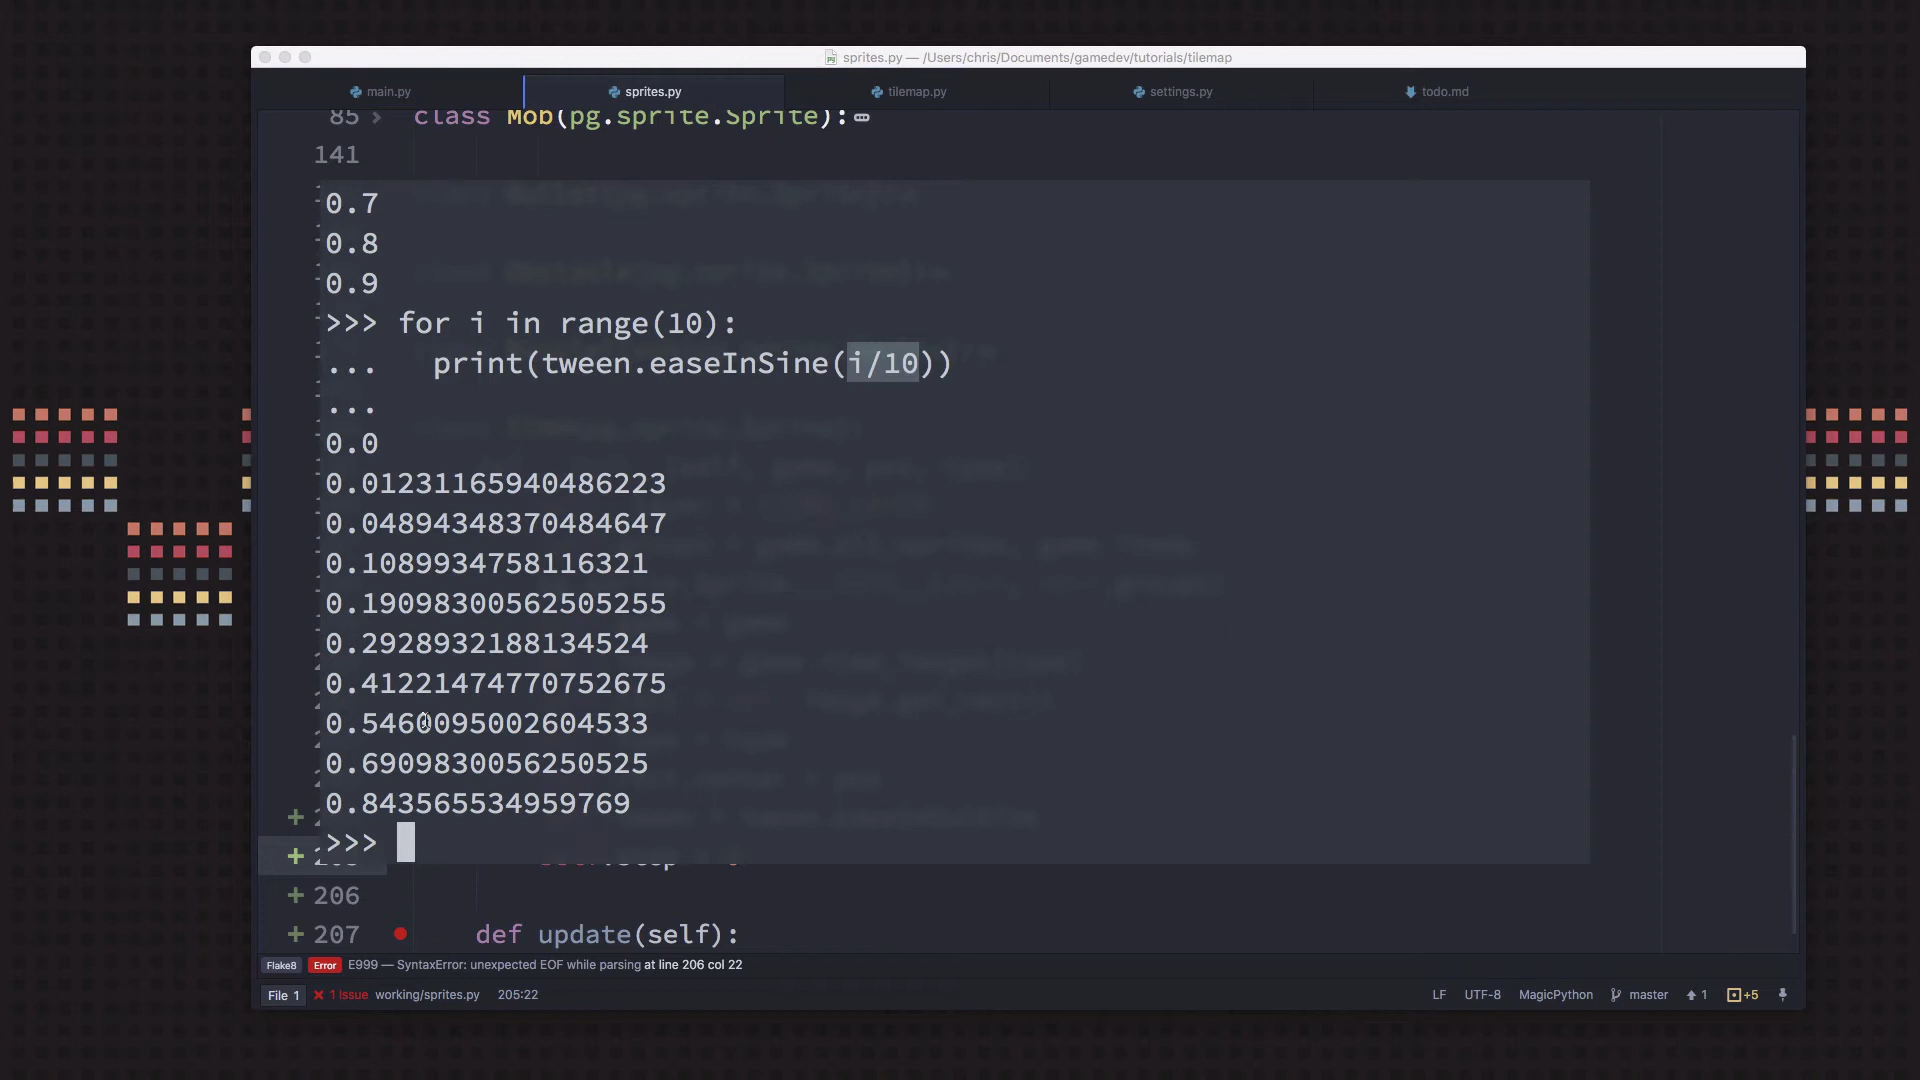 sprites.py — /Users/chris/Documents/gamedev/tutorials/tilemap
main.py
sprites.py
tilemap.py
settings.py
todo.md
85 class Mob(pg.sprite.Sprite):
141
0.7
0.8
0.9
>>> for i in range(10):
... print(tween.easeInSine(i/10))
...
0.0
0.01231165940486223
0.04894348370484647
0.1089934758116321
0.19098300562505255
0.2928932188134524
0.41221474770752675
0.5460095002604533
0.6909830056250525
0.843565534959769
>>>
+ 206
+ 207 def update(self):
Flake8 Error E999 — SyntaxError: unexpected EOF while parsing at line 206 col 22
File 1 1 Issue working/sprites.py 205:22 LF UTF-8 MagicPython master 1 +5